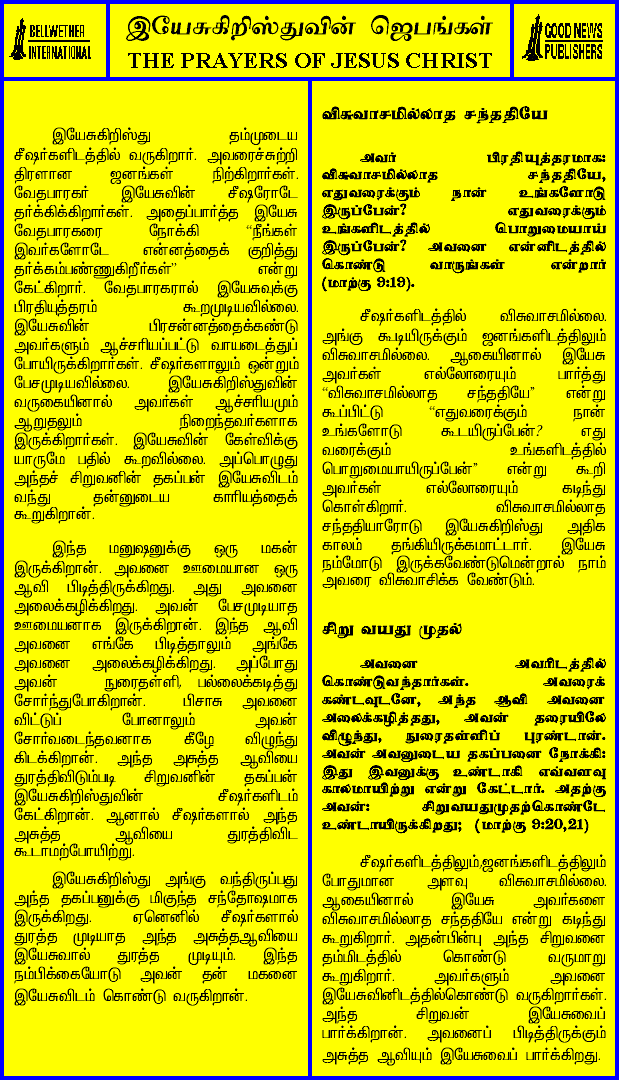 BELLWETHER
INTERNATIONAL
இயேசுகிறிஸ்துவின் ஜெபங்கள்
THE PRAYERS OF JESUS CHRIST
GOOD NEWS
PUBLISHERS
இயேசுகிறிஸ்து தம்முடைய
சீஷர்களிடத்தில் வருகிறார். அவரைச்சுற்றி
திரளான ஜனங்கள் நிற்கிறார்கள்.
வேதபாரகர் இயேசுவின் சீஷரோடே
தர்க்கிக்கிறார்கள். அதைப்பார்த்த இயேசு
வேதபாரகரை நோக்கி “நீங்கள்
இவர்களோடே என்னத்தைக் குறித்து
தர்க்கம்பண்ணுகிறீர்கள்” என்று
கேட்கிறார். வேதபாரகரால் இயேசுவுக்கு
பிரதியுத்தரம் கூறமுடியவில்லை.
இயேசுவின் பிரசன்னத்தைக்கண்டு
அவர்களும் ஆச்சரியப்பட்டு வாயடைத்துப்
போயிருக்கிறார்கள். சீஷர்களாலும் ஒன்றும்
பேசமுடியவில்லை. இயேசுகிறிஸ்துவின்
வருகையினால் அவர்கள் ஆச்சரியமும்
ஆறுதலும் நிறைந்தவர்களாக
இருக்கிறார்கள். இயேசுவின் கேள்விக்கு
யாருமே பதில் கூறவில்லை. அப்பொழுது
அந்தச் சிறுவனின் தகப்பன் இயேசுவிடம்
வந்து தன்னுடைய காரியத்தைக்
கூறுகிறான்.
இந்த மனுஷனுக்கு ஒரு மகன்
இருக்கிறான். அவனை ஊமையான ஒரு
ஆவி பிடித்திருக்கிறது. அது அவனை
அலைக்கழிக்கிறது. அவன் பேசமுடியாத
ஊமையனாக இருக்கிறான். இந்த ஆவி
அவனை எங்கே பிடித்தாலும் அங்கே
அவனை அலைக்கழிக்கிறது. அப்போது
அவன் நுரைதள்ளி, பல்லைக்கடித்து
சோர்ந்துபோகிறான். பிசாசு அவனை
விட்டுப் போனாலும் அவன்
சோர்வடைந்தவனாக கீழே விழுந்து
கிடக்கிறான். அந்த அசுத்த ஆவியை
துரத்திவிடும்படி சிறுவனின் தகப்பன்
இயேசுகிறிஸ்துவின் சீஷர்களிடம்
கேட்கிறான். ஆனால் சீஷர்களால் அந்த
அசுத்த ஆவியை துரத்திவிட
கூடாமற்போயிற்று.
இயேசுகிறிஸ்து அங்கு வந்திருப்பது
அந்த தகப்பனுக்கு மிகுந்த சந்தோஷமாக
இருக்கிறது. ஏனெனில் சீஷர்களால்
துரத்த முடியாத அந்த அசுத்தஆவியை
இயேசுவால் துரத்த முடியும். இந்த
நம்பிக்கையோடு அவன் தன் மகனை
இயேசுவிடம் கொண்டு வருகிறான்.
விசுவாசமில்லாத சந்ததியே
அவர் பிரதியுத்தரமாக:
விசுவாசமில்லாத சந்ததியே,
எதுவரைக்கும் நான் உங்களோடு
இருப்பேன்? எதுவரைக்கும்
உங்களிடத்தில் பொறுமையாய்
இருப்பேன்? அவனை என்னிடத்தில்
கொண்டு வாருங்கள் என்றார்
(மாற்கு 9:19).
சீஷர்களிடத்தில் விசுவாசமில்லை.
அங்கு கூடியிருக்கும் ஜனங்களிடத்திலும்
விசுவாசமில்லை. ஆகையினால் இயேசு
அவர்கள் எல்லோரையும் பார்த்து
“விசுவாசமில்லாத சந்ததியே” என்று
கூப்பிட்டு “எதுவரைக்கும் நான்
உங்களோடு கூடயிருப்பேன்? எது
வரைக்கும் உங்களிடத்தில்
பொறுமையாயிருப்பேன்” என்று கூறி
அவர்கள் எல்லோரையும் கடிந்து
கொள்கிறார். விசுவாசமில்லாத
சந்ததியாரோடு இயேசுகிறிஸ்து அதிக
காலம் தங்கியிருக்கமாட்டார். இயேசு
நம்மோடு இருக்கவேண்டுமென்றால் நாம்
அவரை விசுவாசிக்க வேண்டும்.
சிறு வயது முதல்
அவனை அவரிடத்தில்
கொண்டுவந்தார்கள். அவரைக்
கண்டவுடனே, அந்த ஆவி அவனை
அலைக்கழித்தது, அவன் தரையிலே
விழுந்து, நுரைதள்ளிப் புரண்டான்.
அவன் அவனுடைய தகப்பனை நோக்கி:
இது இவனுக்கு உண்டாகி எவ்வளவு
காலமாயிற்று என்று கேட்டார். அதற்கு
அவன்: சிறுவயதுமுதற்கொண்டே
உண்டாயிருக்கிறது; (மாற்கு 9:20,21)
சீஷர்களிடத்திலும்,ஜனங்களிடத்திலும்
போதுமான அளவு விசுவாசமில்லை.
ஆகையினால் இயேசு அவர்களை
விசுவாசமில்லாத சந்ததியே என்று கடிந்து
கூறுகிறார். அதன்பின்பு அந்த சிறுவனை
தம்மிடத்தில் கொண்டு வருமாறு
கூறுகிறார். அவர்களும் அவனை
இயேசுவினிடத்தில்கொண்டு வருகிறார்கள்.
அந்த சிறுவன் இயேசுவைப்
பார்க்கிறான். அவனைப் பிடித்திருக்கும்
அசுத்த ஆவியும் இயேசுவைப் பார்க்கிறது.